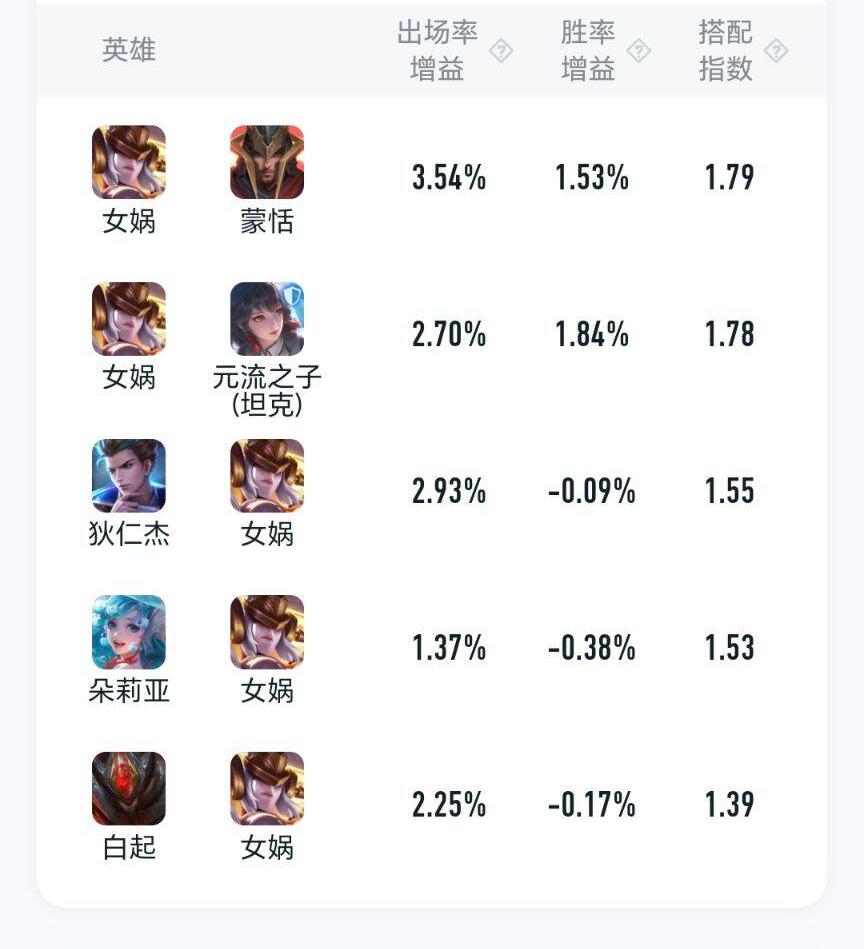 英雄 出场率增益 ? 胜率增益 ? 搭配指数 ?
女娲 蒙恬 3.54% 1.53% 1.79
女娲 元流之子(坦克) 2.70% 1.84% 1.78
狄仁杰 女娲 2.93% -0.09% 1.55
朵莉亚 女娲 1.37% -0.38% 1.53
白起 女娲 2.25% -0.17% 1.39